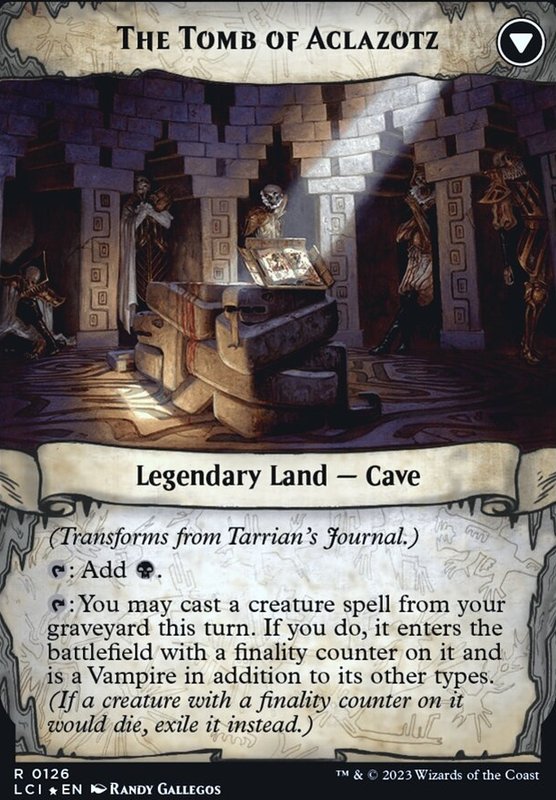 THE TOMB OF ACLAZOTZ
Legendary Land — Cave
(Transforms from Tarrian's Journal.)
: Add .
: You may cast a creature spell from your
graveyard this turn. If you do, it enters the
battlefield with a finality counter on it and
is a Vampire in addition to its other types.
(If a creature with a finality counter on it
would die, exile it instead.)
R 0126
LCI ★ EN RANDY GALLEGOS
™ & © 2023 Wizards of the Coast